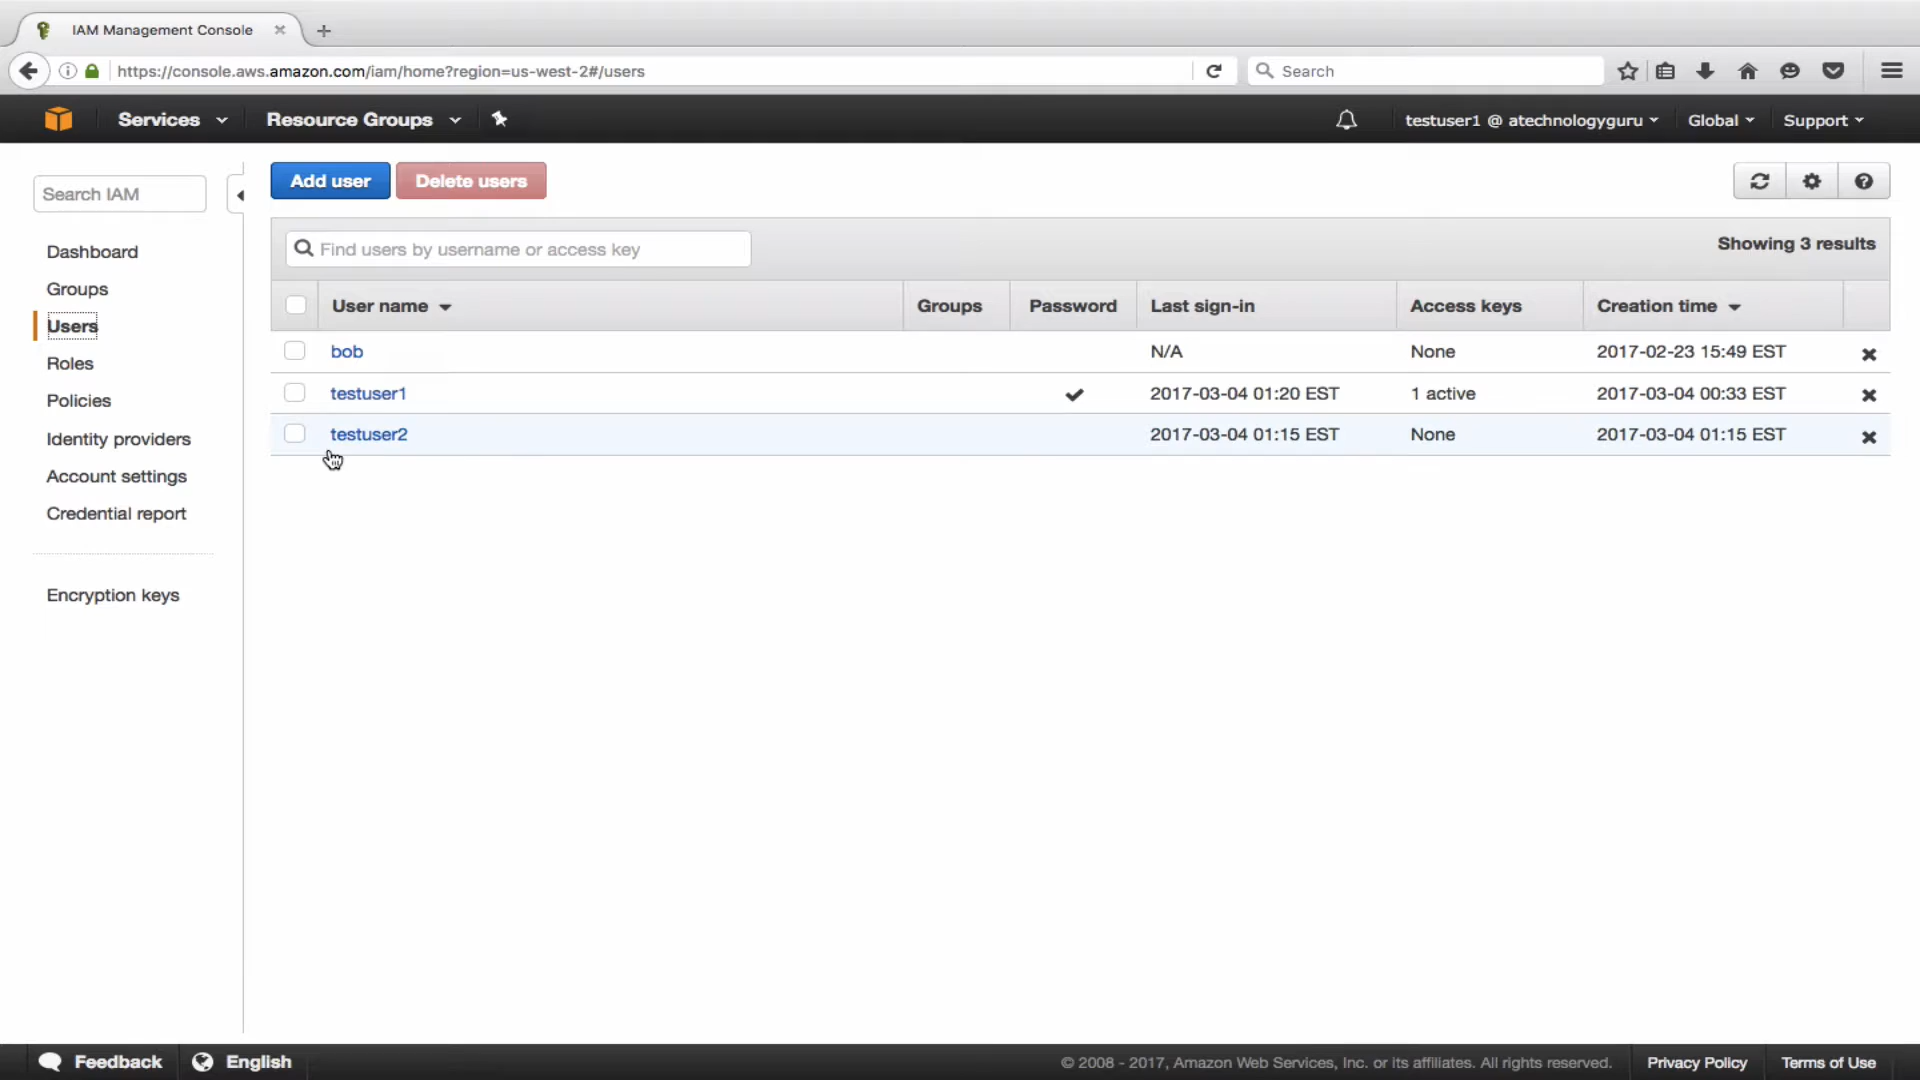 IAM Management Console
https://console.aws.amazon.com/iam/home?region=us-west-2#/users
Search
Services
Resource Groups
testuser1 @ atechnologyguru
Global
Support
Search IAM
Dashboard
Groups
Users
Roles
Policies
Identity providers
Account settings
Credential report
Encryption keys
Add user
Delete users
Find users by username or access key
Showing 3 results
User name Groups Password Last sign-in Access keys Creation time
bob N/A None 2017-02-23 15:49 EST
testuser1 2017-03-04 01:20 EST 1 active 2017-03-04 00:33 EST
testuser2 2017-03-04 01:15 EST None 2017-03-04 01:15 EST
Feedback
English
© 2008 - 2017, Amazon Web Services, Inc. or its affiliates. All rights reserved.
Privacy Policy
Terms of Use